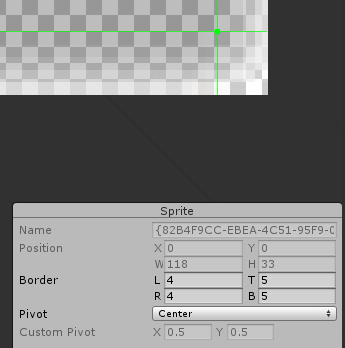 Sprite
Name {82B4F9CC-EBEA-4C51-95F9-0
Position X 0 Y 0
W 118 H 33
Border L 4 T 5
R 4 B 5
Pivot Center
Custom Pivot X 0.5 Y 0.5